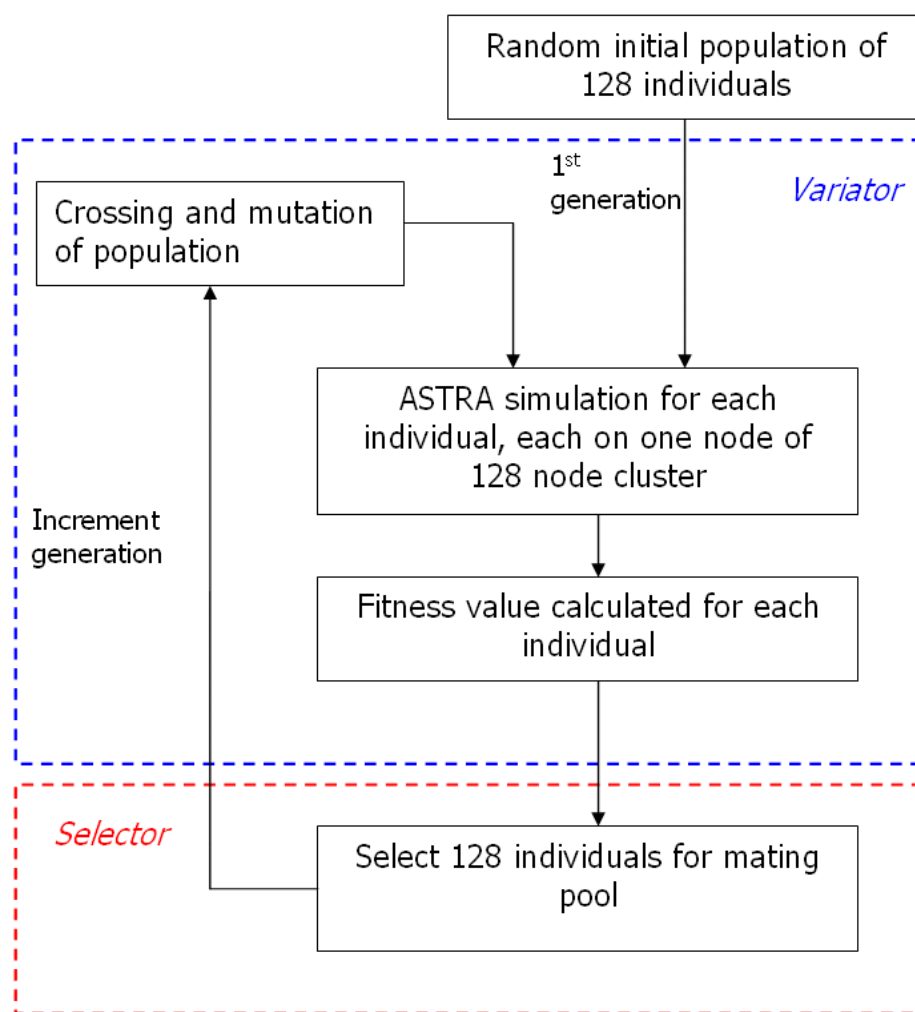 Random initial population of
128 individuals
1st
generation
Variator
Crossing and mutation
of population
ASTRA simulation for each
individual, each on one node of
128 node cluster
Increment
generation
Fitness value calculated for each
individual
Selector
Select 128 individuals for mating
pool